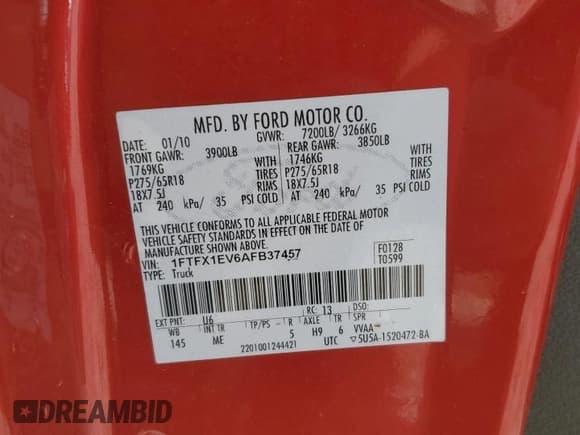 MFD. BY FORD MOTOR CO.
DATE: 01/10 GVWR: 7200LB/ 3266KG
FRONT GAWR: 3900LB REAR GAWR: 3850LB
1769KG WITH 1746KG WITH
P275/65R18 TIRES P275/65R18 TIRES
18X7.5J RIMS 18X7.5J RIMS
AT 240 kPa/ 35 PSI COLD AT 240 kPa/ 35 PSI COLD
THIS VEHICLE CONFORMS TO ALL APPLICABLE FEDERAL MOTOR
VEHICLE SAFETY STANDARDS IN EFFECT ON THE DATE OF
MANUFACTURE SHOWN ABOVE.
VIN: 1FTFX1EV6AFB37457 F0128
TYPE: Truck T0599
EXT PNT: U6 RC: 13 DSO:
WB INT TR TP/PS R AXLE TR SPR
145 ME 5 H9 6 VVAA
2201001244421 UTC ▽5U5A-1520472-BA
DREAMBID